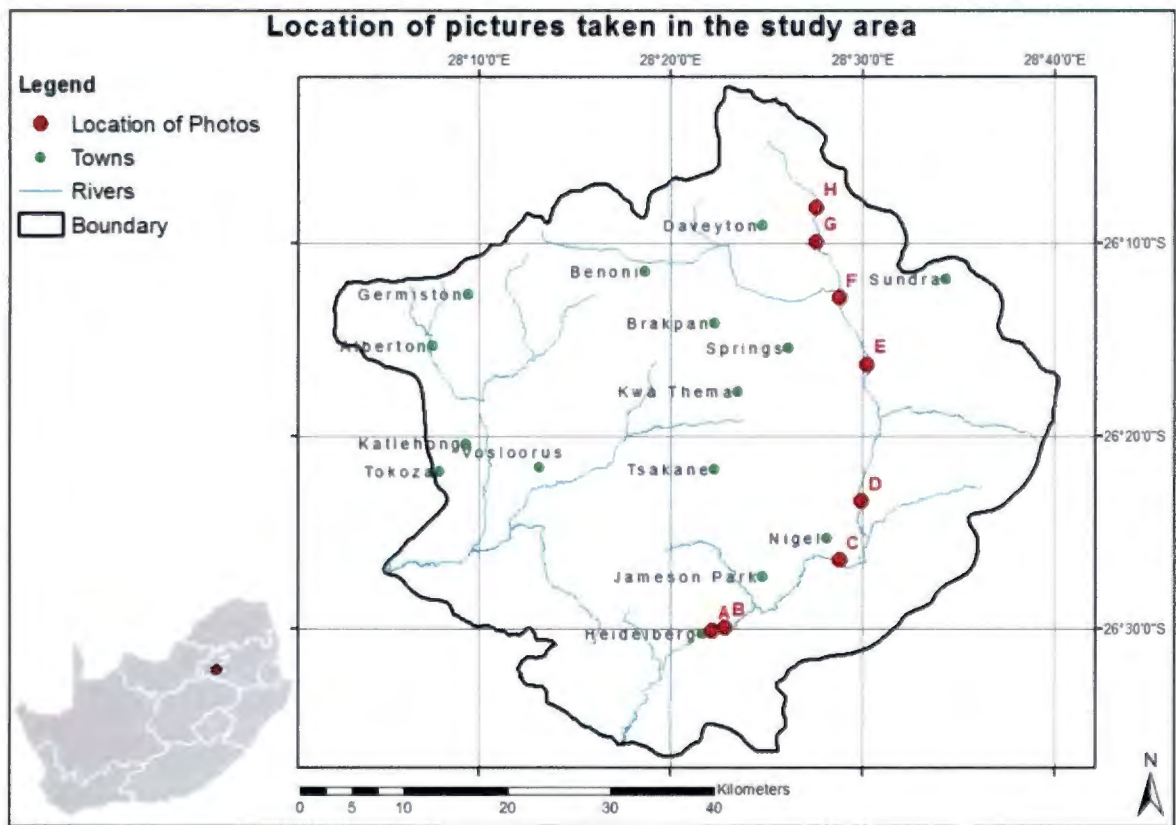 Location of pictures taken in the study area
28°10'0"E 28°20'0"E 28°30'0"E 28°40'0"E
Legend
Location of Photos
Towns
Rivers
Boundary
H
Daveyton
G
26°10'0"S
Benoni
F
Sundra
Germiston
Brakpan
E
Alberton
Springs
Kwa Thema
26°20'0"S
Katlehong
Vosloorus
Tokoza
Tsakane
D
Nigel
C
Jameson Park
A B
Heidelberg
26°30'0"S
N
Kilometers
0 5 10 20 30 40